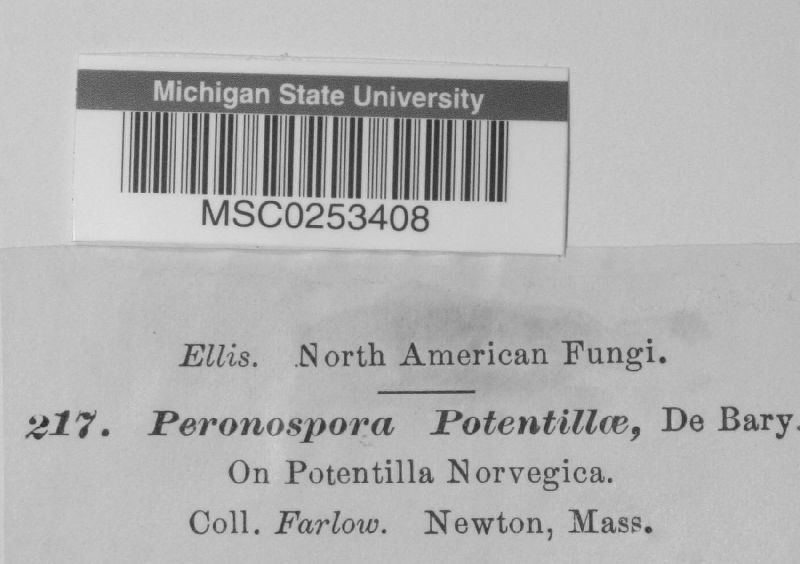 Michigan State University
MSC0253408
Ellis. North American Fungi.
217. Peronospora Potentillæ, De Bary.
On Potentilla Norvegica.
Coll. Farlow. Newton, Mass.